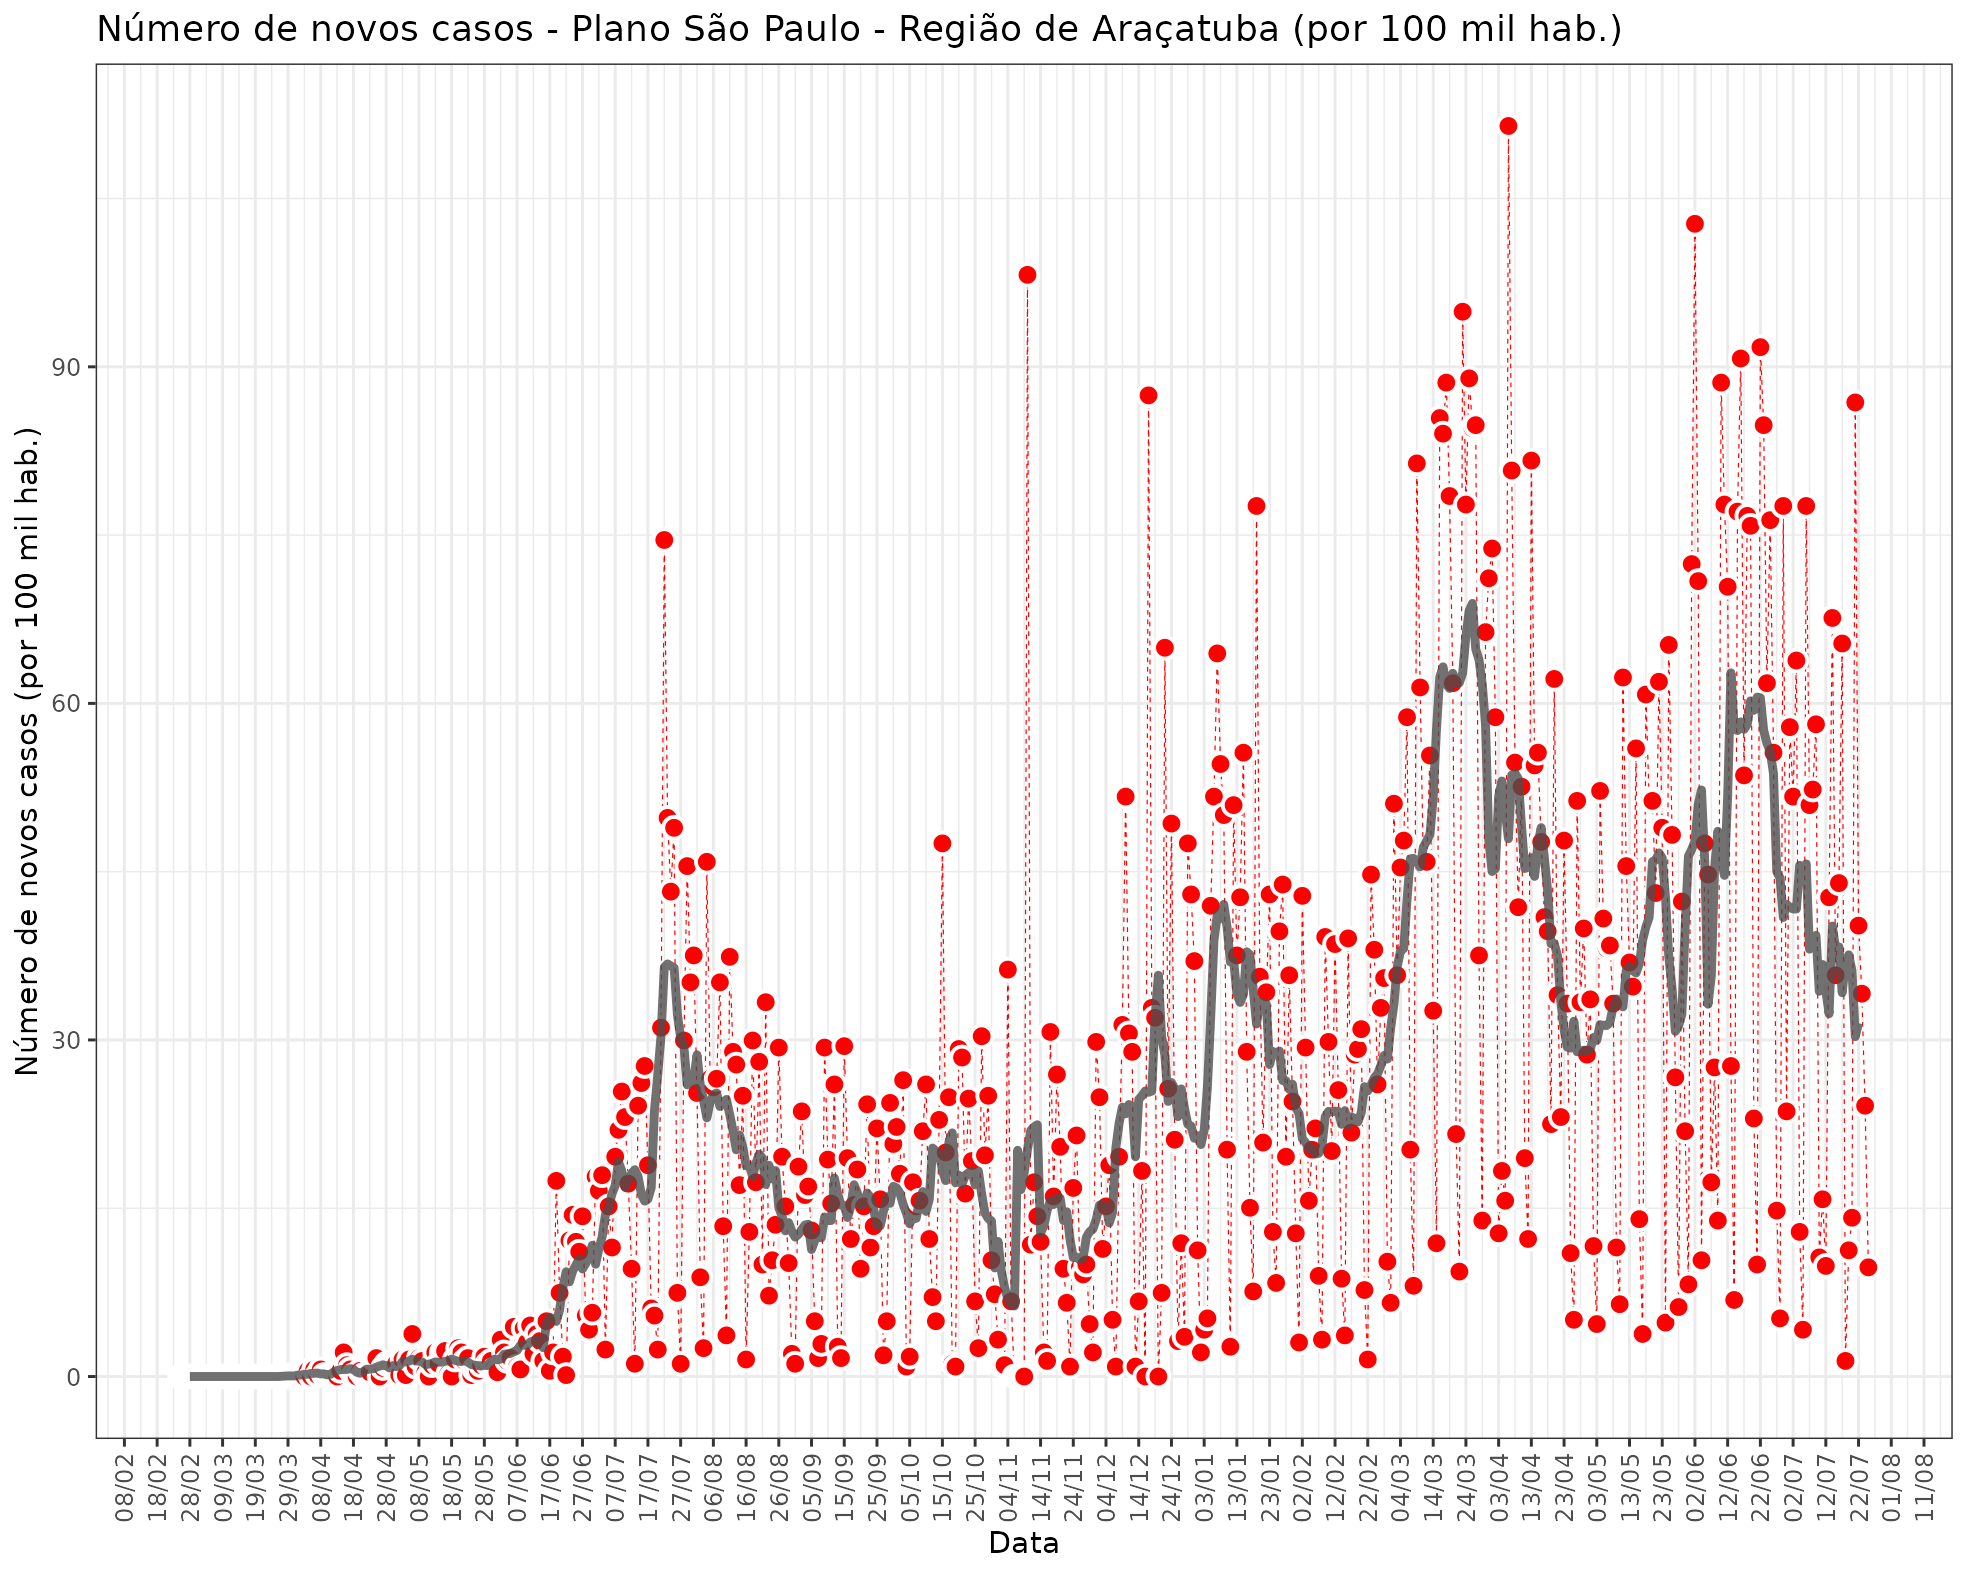 Número de novos casos - Plano São Paulo - Região de Araçatuba (por 100 mil hab.)
Número de novos casos (por 100 mil hab.)
90
60
30
0
08/02 18/02 28/02 09/03 19/03 29/03 08/04 18/04 28/04 08/05 18/05 28/05 07/06 17/06 27/06 07/07 17/07 27/07 06/08 16/08 26/08 05/09 15/09 25/09 05/10 15/10 25/10 04/11 14/11 24/11 04/12 14/12 24/12 03/01 13/01 23/01 02/02 12/02 22/02 04/03 14/03 24/03 03/04 13/04 23/04 03/05 13/05 23/05 02/06 12/06 22/06 02/07 12/07 22/07 01/08 11/08
Data